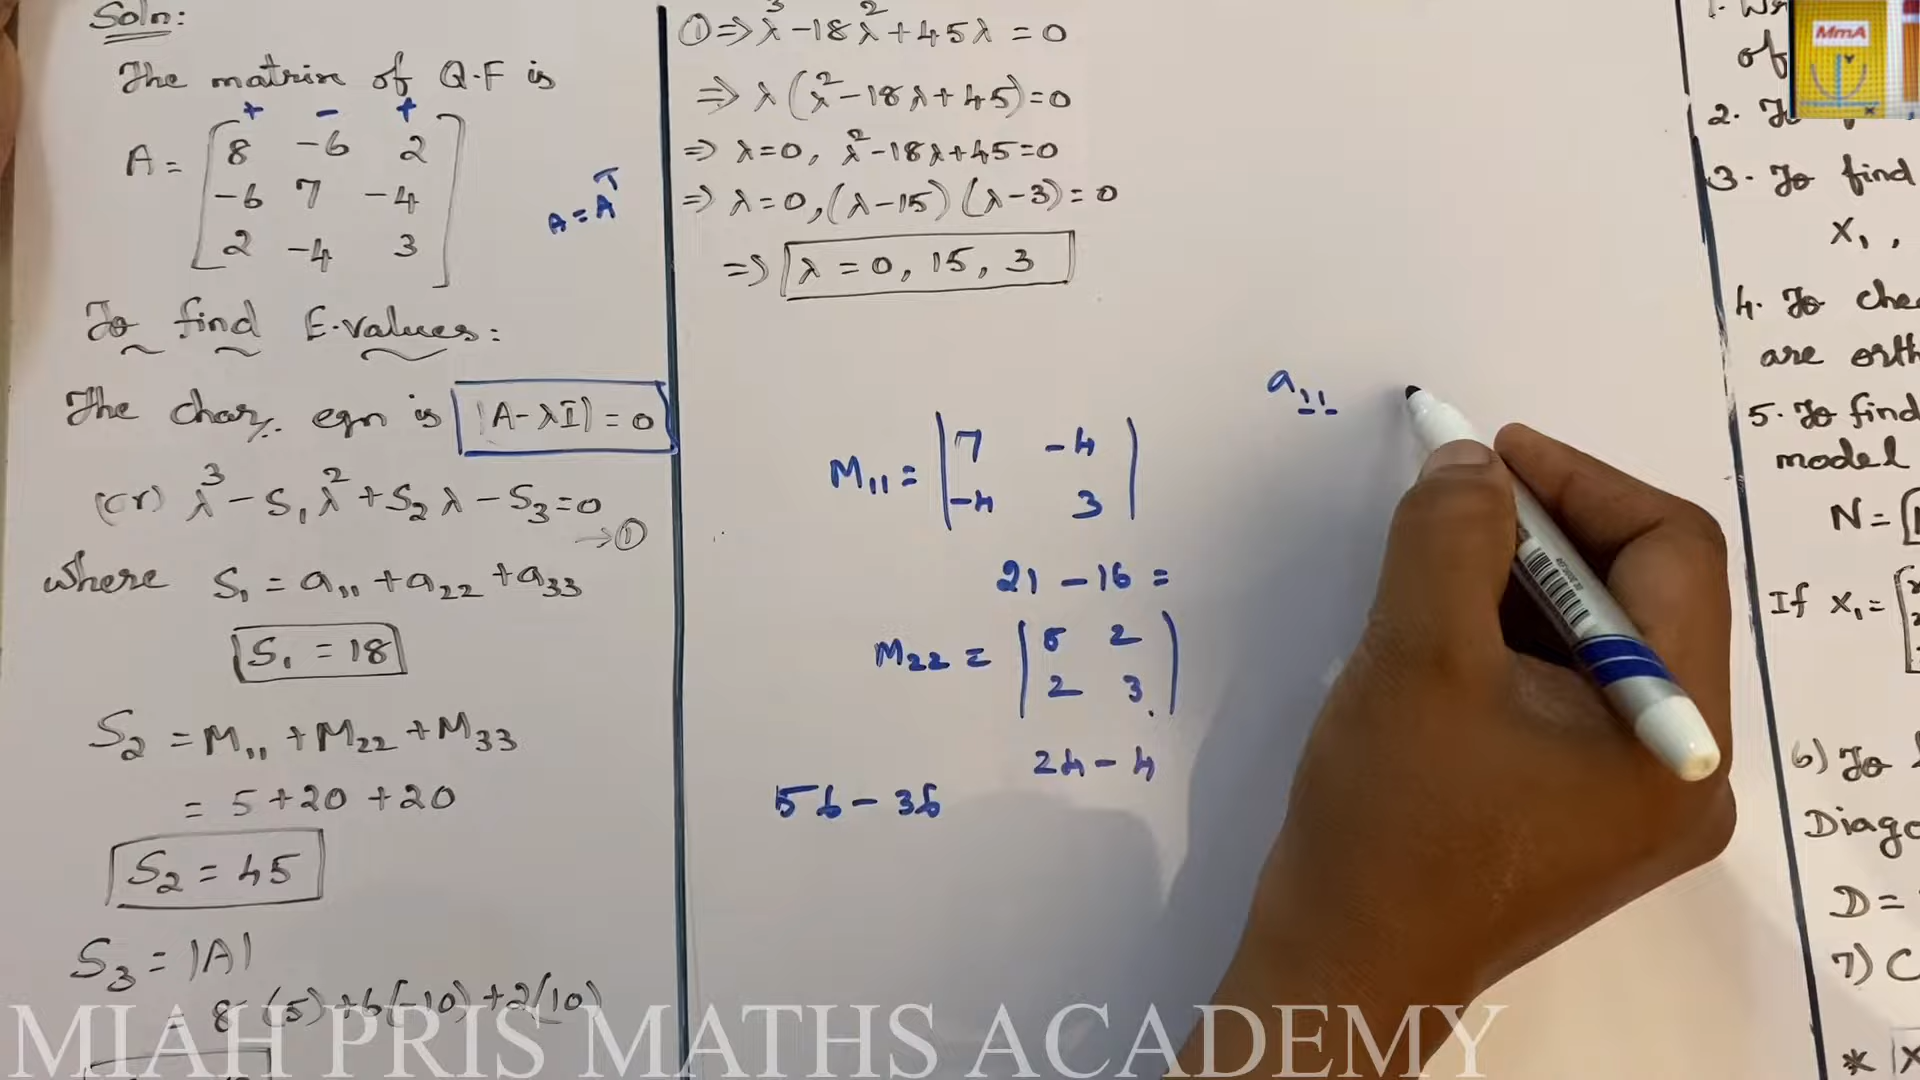 Soln:
The matrix of Q.F is
+ - +
A = [8 -6 2
-6 7 -4
2 -4 3]
A = Aᵀ
To find E.values:
The char. eqn is |A-λI| = 0
(or) λ³ - S₁λ² + S₂λ - S₃ = 0
→ ①
where S₁ = a₁₁ + a₂₂ + a₃₃
S₁ = 18
S₂ = M₁₁ + M₂₂ + M₃₃
= 5 + 20 + 20
S₂ = 45
S₃ = |A|
= 8 (5) + 6(-10) + 2(10)
① ⇒ λ³ - 18λ² + 45λ = 0
⇒ λ(λ² - 18λ + 45) = 0
⇒ λ=0, λ² - 18λ + 45 = 0
⇒ λ=0, (λ-15) (λ-3) = 0
⇒ λ = 0, 15, 3
a₁₁
M₁₁ = |7 -4
-4 3|
21 - 16 =
M₂₂ = |8 2
2 3|
24 - 4
56 - 36
1.
of
2. To
3. To find
X₁,
4. To che
are orth
5. To find
model
N =
If X₁ =
6) To
Diago
D =
7) C
* X
MmA
MIAH PRIS MATHS ACADEMY